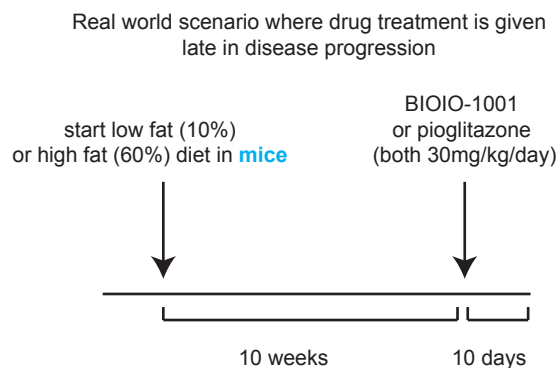 Real world scenario where drug treatment is given
late in disease progression
start low fat (10%)
or high fat (60%) diet in mice
BIOIO-1001
or pioglitazone
(both 30mg/kg/day)
10 weeks
10 days